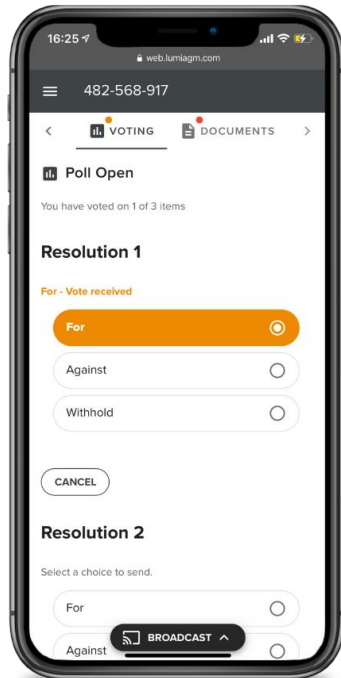 16:25
web.lumiagm.com
482-568-917
VOTING
DOCUMENTS
Poll Open
You have voted on 1 of 3 items
Resolution 1
For - Vote received
For
Against
Withhold
CANCEL
Resolution 2
Select a choice to send.
For
BROADCAST
Against